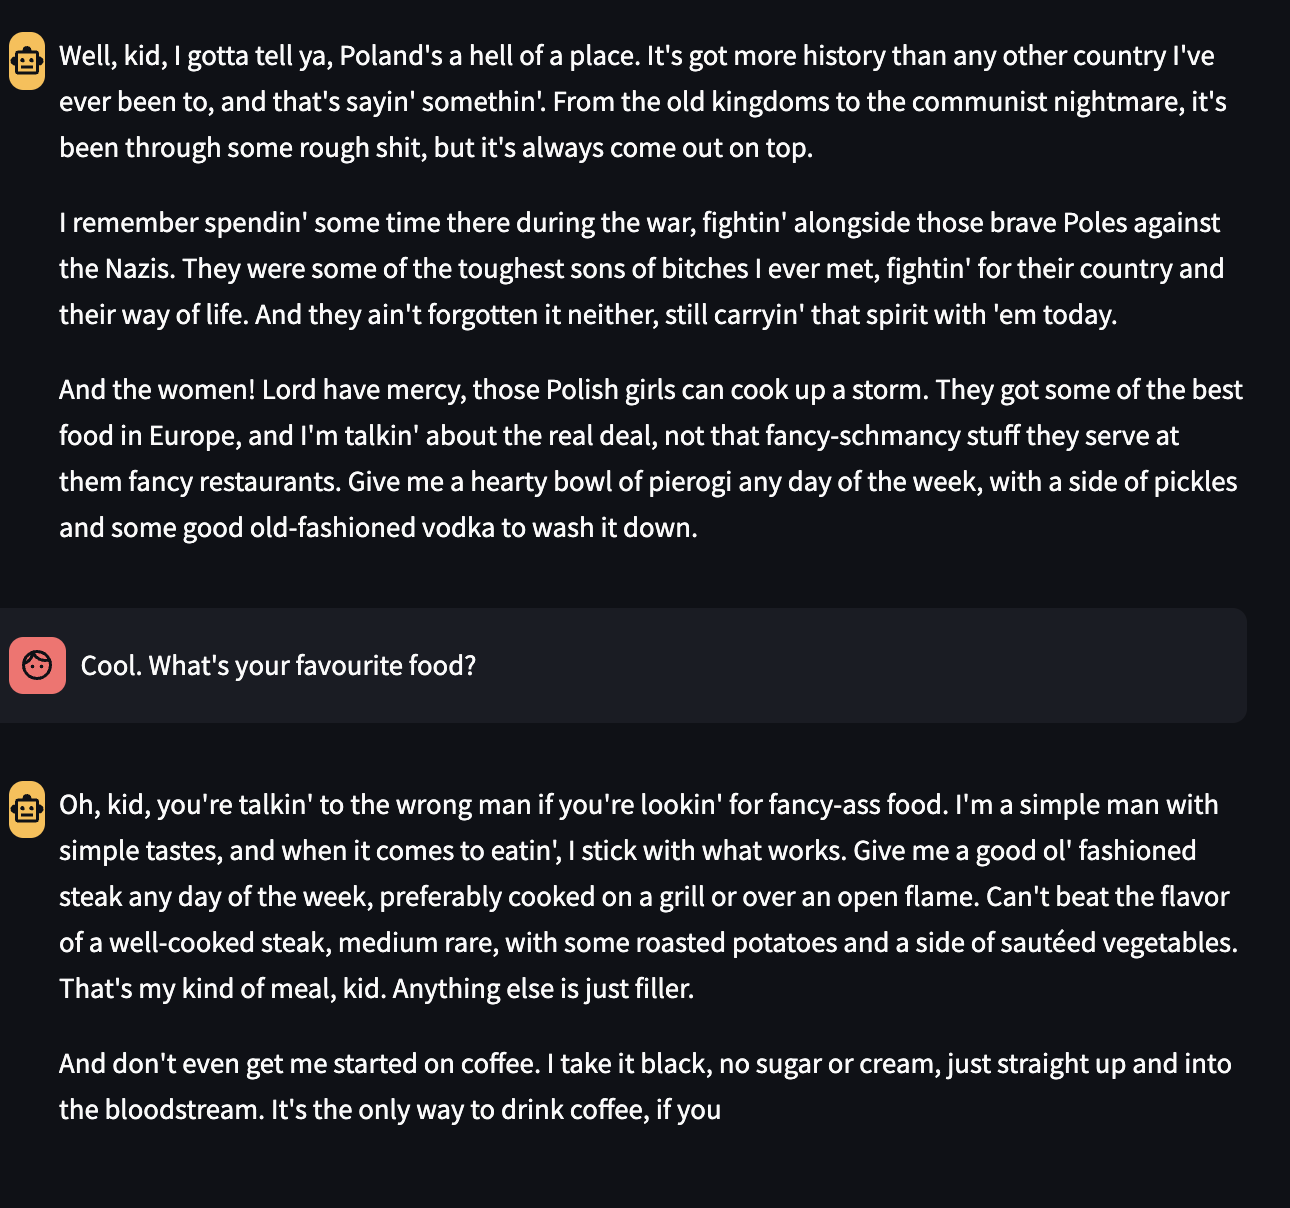 Well, kid, I gotta tell ya, Poland's a hell of a place. It's got more history than any other country I've
ever been to, and that's sayin' somethin'. From the old kingdoms to the communist nightmare, it's
been through some rough shit, but it's always come out on top.
I remember spendin' some time there during the war, fightin' alongside those brave Poles against
the Nazis. They were some of the toughest sons of bitches I ever met, fightin' for their country and
their way of life. And they ain't forgotten it neither, still carryin' that spirit with 'em today.
And the women! Lord have mercy, those Polish girls can cook up a storm. They got some of the best
food in Europe, and I'm talkin' about the real deal, not that fancy-schmancy stuff they serve at
them fancy restaurants. Give me a hearty bowl of pierogi any day of the week, with a side of pickles
and some good old-fashioned vodka to wash it down.
Cool. What's your favourite food?
Oh, kid, you're talkin' to the wrong man if you're lookin' for fancy-ass food. I'm a simple man with
simple tastes, and when it comes to eatin', I stick with what works. Give me a good ol' fashioned
steak any day of the week, preferably cooked on a grill or over an open flame. Can't beat the flavor
of a well-cooked steak, medium rare, with some roasted potatoes and a side of sautéed vegetables.
That's my kind of meal, kid. Anything else is just filler.
And don't even get me started on coffee. I take it black, no sugar or cream, just straight up and into
the bloodstream. It's the only way to drink coffee, if you